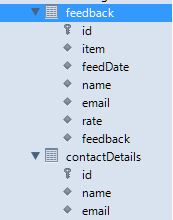 feedback
id
item
feedDate
name
email
rate
feedback
contactDetails
id
name
email